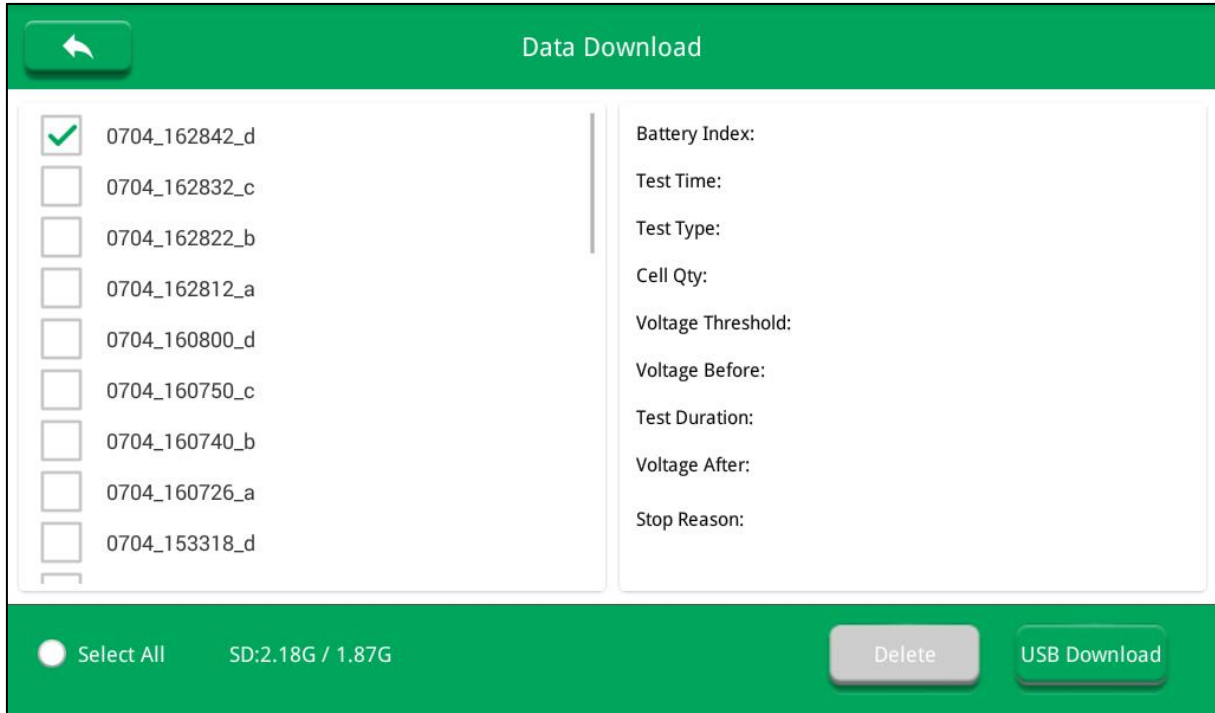 Data Download
0704_162842_d
0704_162832_c
0704_162822_b
0704_162812_a
0704_160800_d
0704_160750_c
0704_160740_b
0704_160726_a
0704_153318_d
Battery Index:
Test Time:
Test Type:
Cell Qty:
Voltage Threshold:
Voltage Before:
Test Duration:
Voltage After:
Stop Reason:
Select All
SD:2.18G / 1.87G
Delete
USB Download